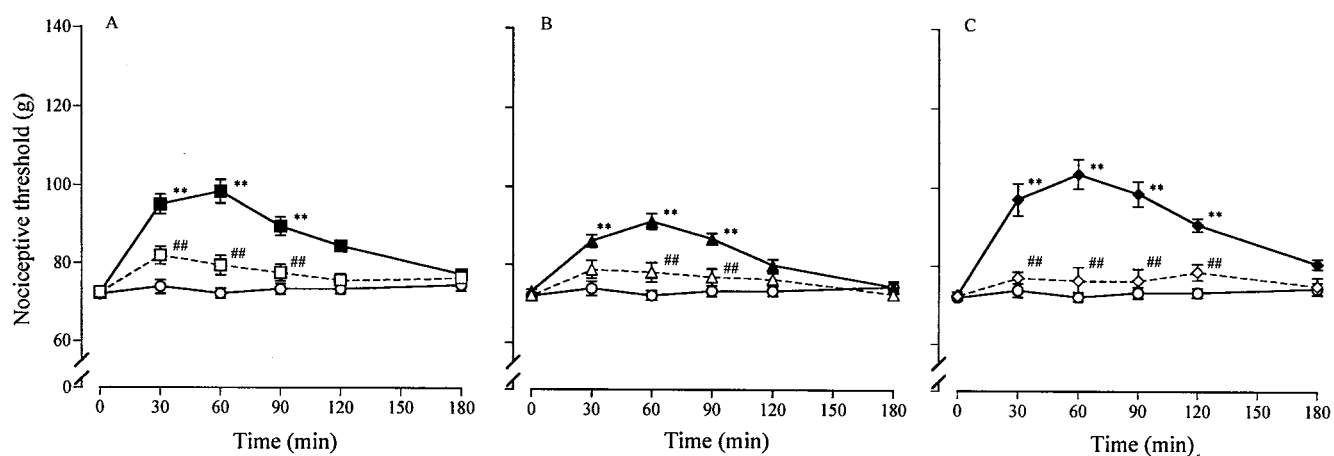 A
B
C
Nociceptive threshold (g)
140
120
100
80
60
0
** ** **
## ## ##
** ** **
## ##
** ** ** **
## ## ## ##
0 30 60 90 120 150 180
0 30 60 90 120 150 180
0 30 60 90 120 150 180
Time (min)
Time (min)
Time (min)